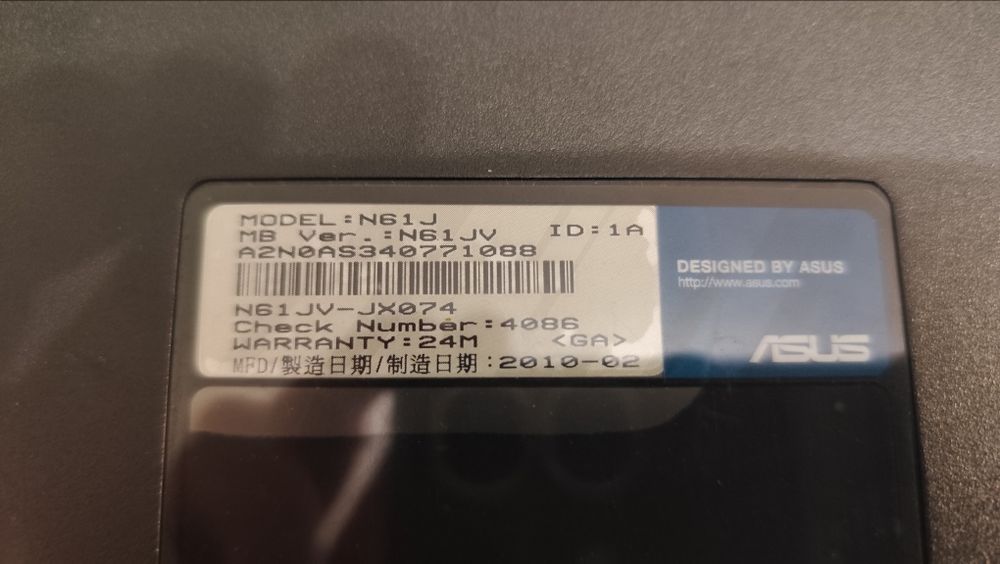 MODEL:N61J
MB Ver.:N61JV ID:1A
A2N0AS340771088
N61JV-JX074
Check Number:4086
WARRANTY:24M <GA>
MFD/製造日期/制造日期:2010-02
DESIGNED BY ASUS
http://www.asus.com
ASUS